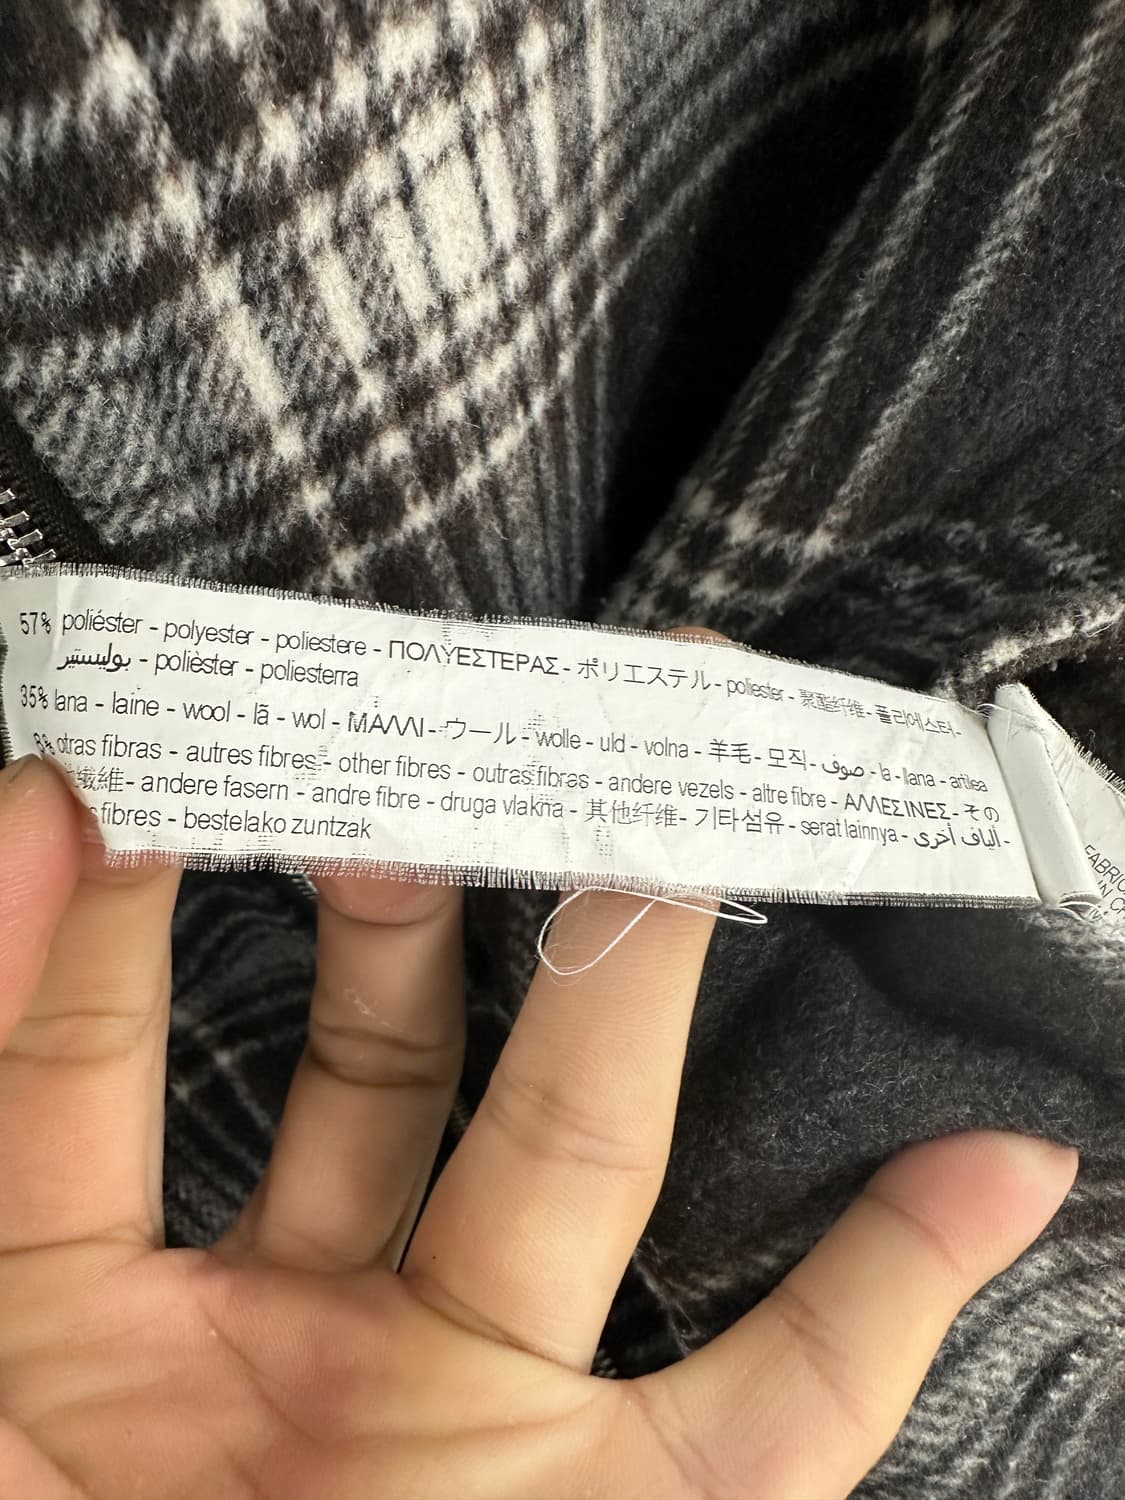 57% poliéster - polyester - poliestere - ΠΟΛΥΕΣΤΕΡΑΣ - ポリエステル - poliester - 聚酯纤维 - 폴리에스터 -
بوليستير - polièster - poliesterra
35% lana - laine - wool - lã - wol - ΜΑΛΛΙ - ウール - wolle - uld - volna - 羊毛 - 모직 - صوف - la - llana - artilea
8% otras fibras - autres fibres - other fibres - outras fibras - andere vezels - altre fibre - ΑΛΛΕΣ ΙΝΕΣ - その
繊維 - andere fasern - andre fibre - druga vlakna - 其他纤维 - 기타섬유 - serat lainnya - ألياف أخرى -
fibres - bestelako zuntzak